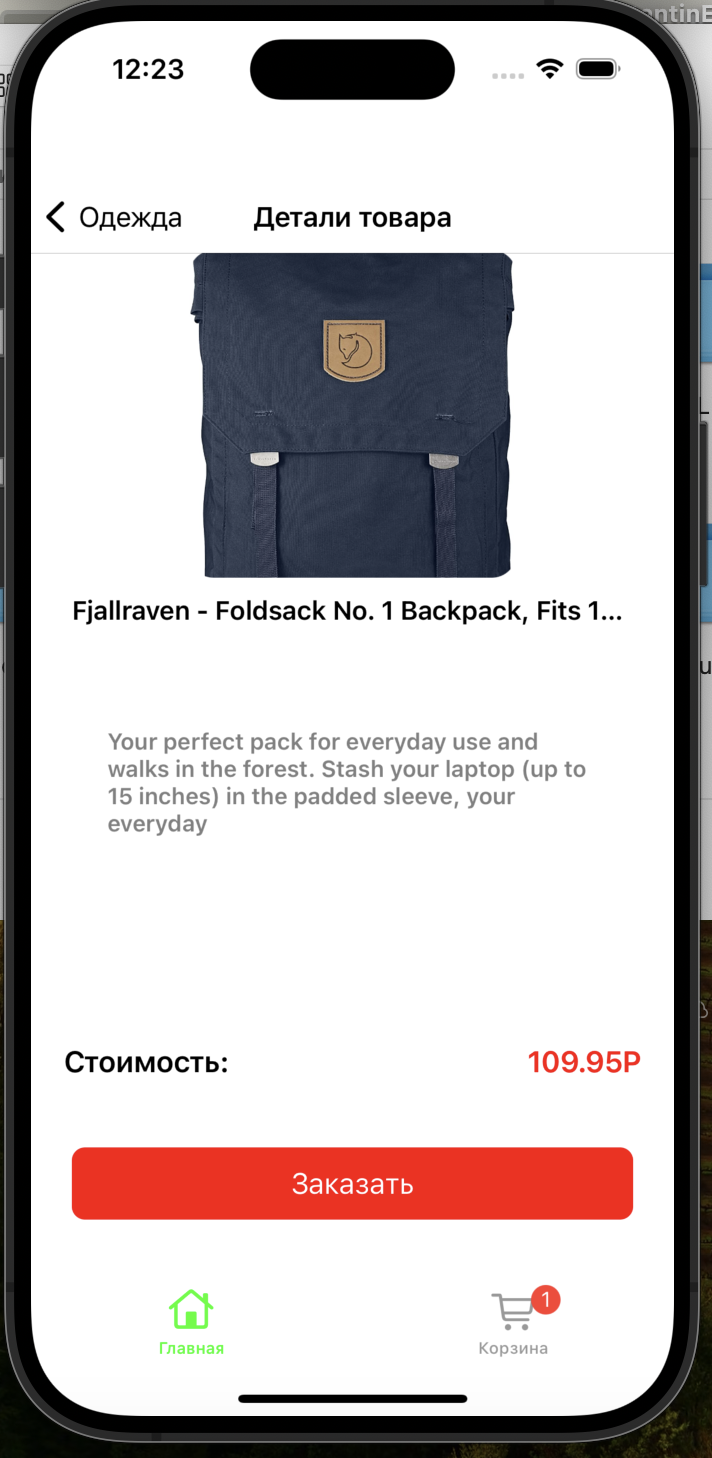 12:23
Одежда
Детали товара
Fjallraven - Foldsack No. 1 Backpack, Fits 1...
Your perfect pack for everyday use and
walks in the forest. Stash your laptop (up to
15 inches) in the padded sleeve, your
everyday
Стоимость:
109.95Р
Заказать
1
Главная
Корзина